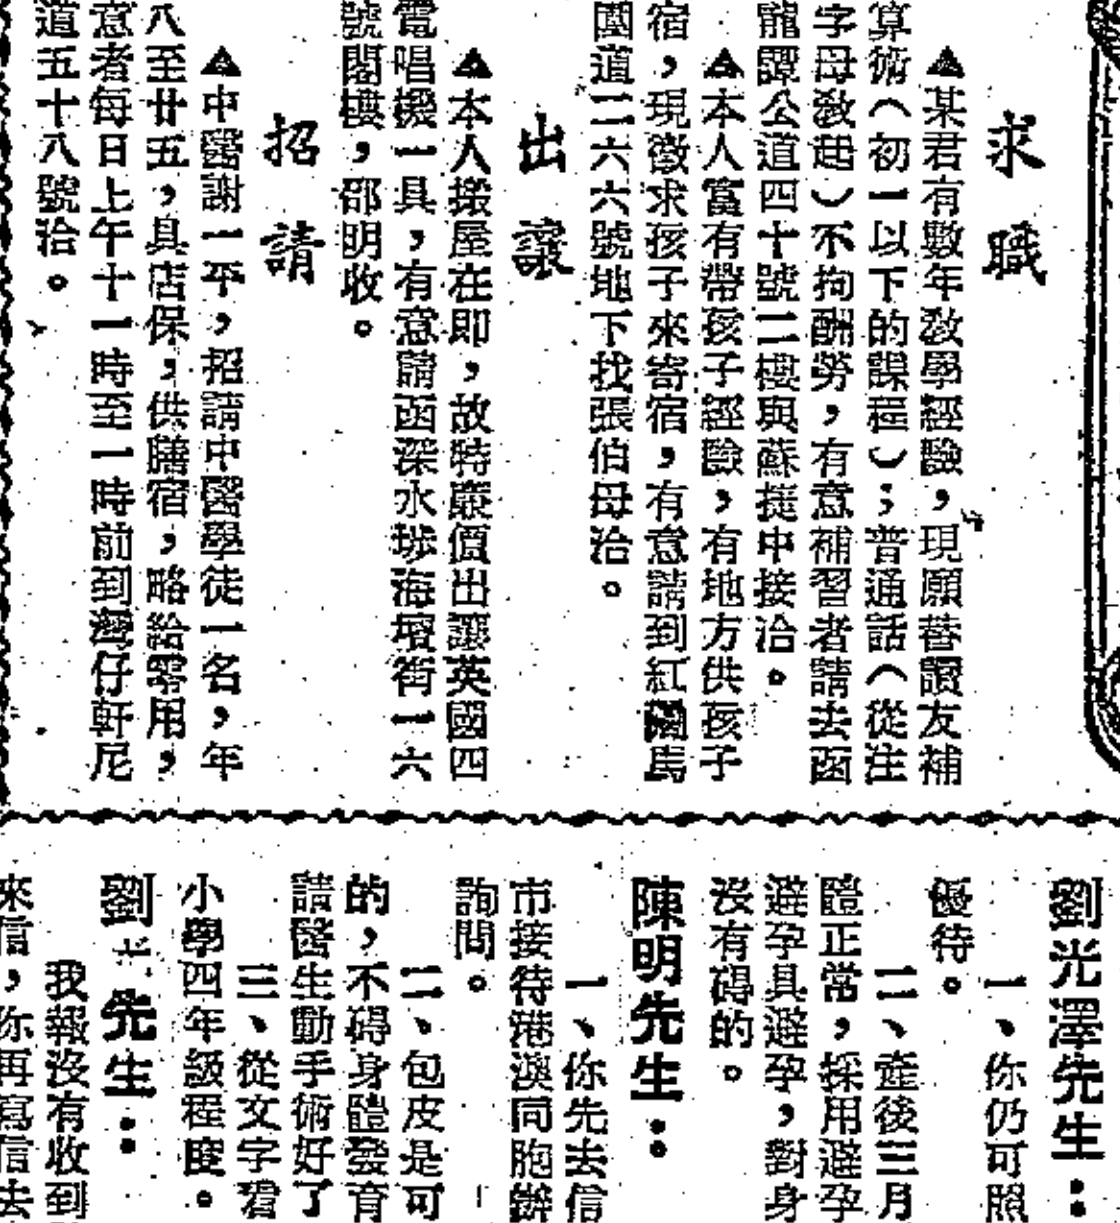 求職
▲某君有數年敎學經驗，現願替讀友補
算術（初一以下的課程）；普通話（從注
字母敎起）不拘酬勞，有意補習者請去函
龍譚公道四十號二樓與蘇挺中接洽。
▲本人富有帶孩子經驗，有地方供孩子
宿，現徵求孩子來寄宿，有意請到紅磡馬
圍道二六六號地下找張伯母洽。
出讓
▲本人搬屋在即，故特廉價出讓英國四
電唱機一具，有意請函深水埗海壇街一六
號閣樓，邵明收。
招請
▲中醫謝一平，招請中醫學徒一名，年
八至廿五，具店保，供膳宿，略給零用，
意者每日上午十一時至一時前到灣仔軒尼
道五十八號洽。
劉光澤先生：
一、你仍可照
優待。
二、產後三月
體正常，採用避孕
避孕具避孕，對身
沒有碍的。
陳明先生：
一、你先去信
市接待港澳同胞辦
詢問。
二、包皮是可
的，不碍身體發育
請醫生動手術好了
三、從文字看
小學四年級程度。
劉 先生：
我報沒有收到
來信，你再寫信去